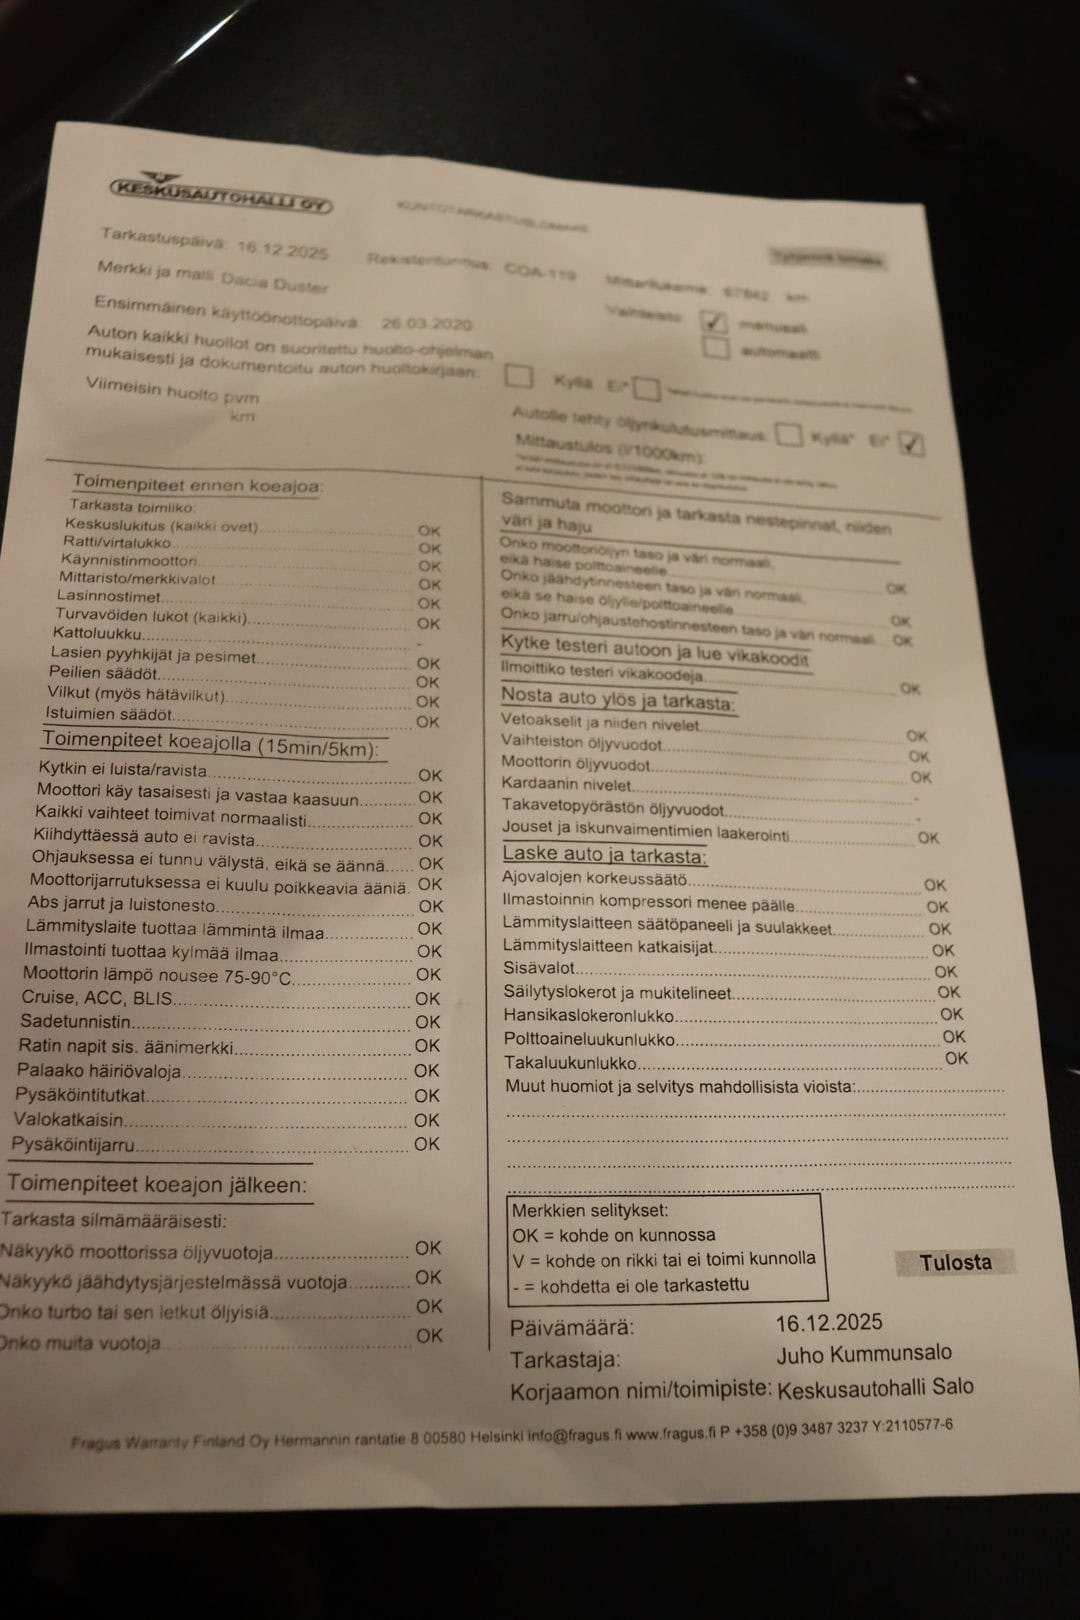 KESKUSAUTOHALLI OY
KUNTOTARKASTUSLOMAKE
Tyhjennä lomake
Tarkastuspäivä: 16.12.2025
Rekisteritunnus: COA-119
Mittarilukema: 67842 km
Merkki ja malli Dacia Duster
Vaihteisto: manuaali
automaatti
Ensimmäinen käyttöönottopäivä: 26.03.2020
Auton kaikki huollot on suoritettu huolto-ohjelman
mukaisesti ja dokumentoitu auton huoltokirjaan: Kyllä Ei*
Viimeisin huolto pvm
km
Autolle tehty öljynkulutusmittaus: Kyllä* Ei*
Mittaustulos (l/1000km):
Toimenpiteet ennen koeajoa:
Tarkasta toimiiko:
Keskuslukitus (kaikki ovet) OK
Ratti/virtalukko OK
Käynnistinmoottori OK
Mittaristo/merkkivalot OK
Lasinnostimet OK
Turvavöiden lukot (kaikki) OK
Kattoluukku -
Lasien pyyhkijät ja pesimet OK
Peilien säädöt OK
Vilkut (myös hätävilkut) OK
Istuimien säädöt OK
Toimenpiteet koeajolla (15min/5km):
Kytkin ei luista/ravista OK
Moottori käy tasaisesti ja vastaa kaasuun OK
Kaikki vaihteet toimivat normaalisti OK
Kiihdyttäessä auto ei ravista OK
Ohjauksessa ei tunnu välystä, eikä se äännä OK
Moottorijarrutuksessa ei kuulu poikkeavia ääniä. OK
Abs jarrut ja luistonesto OK
Lämmityslaite tuottaa lämmintä ilmaa OK
Ilmastointi tuottaa kylmää ilmaa OK
Moottorin lämpö nousee 75-90°C OK
Cruise, ACC, BLIS OK
Sadetunnistin OK
Ratin napit sis. äänimerkki OK
Palaako häiriövaloja OK
Pysäköintitutkat OK
Valokatkaisin OK
Pysäköintijarru OK
Toimenpiteet koeajon jälkeen:
Tarkasta silmämääräisesti:
Näkyykö moottorissa öljyvuotoja OK
Näkyykö jäähdytysjärjestelmässä vuotoja OK
Onko turbo tai sen letkut öljyisiä OK
Onko muita vuotoja OK
Sammuta moottori ja tarkasta nestepinnat, niiden
väri ja haju
Onko moottoriöljyn taso ja väri normaali,
eikä haise polttoaineelle OK
Onko jäähdytinnesteen taso ja väri normaali,
eikä se haise öljylle/polttoaineelle OK
Onko jarru/ohjaustehostinnesteen taso ja väri normaali OK
Kytke testeri autoon ja lue vikakoodit
Ilmoittiko testeri vikakoodeja OK
Nosta auto ylös ja tarkasta:
Vetoakselit ja niiden nivelet OK
Vaihteiston öljyvuodot OK
Moottorin öljyvuodot OK
Kardaanin nivelet -
Takavetopyörästön öljyvuodot -
Jouset ja iskunvaimentimien laakerointi OK
Laske auto ja tarkasta:
Ajovalojen korkeussäätö OK
Ilmastoinnin kompressori menee päälle OK
Lämmityslaitteen säätöpaneeli ja suulakkeet OK
Lämmityslaitteen katkaisijat OK
Sisävalot OK
Säilytyslokerot ja mukitelineet OK
Hansikaslokeronlukko OK
Polttoaineluukunlukko OK
Takaluukunlukko OK
Muut huomiot ja selvitys mahdollisista vioista:
Merkkien selitykset:
OK = kohde on kunnossa
V = kohde on rikki tai ei toimi kunnolla
- = kohdetta ei ole tarkastettu
Tulosta
Päivämäärä: 16.12.2025
Tarkastaja: Juho Kummunsalo
Korjaamon nimi/toimipiste: Keskusautohalli Salo
Fragus Warranty Finland Oy Hermannin rantatie 8 00580 Helsinki info@fragus.fi www.fragus.fi P +358 (0)9 3487 3237 Y:2110577-6